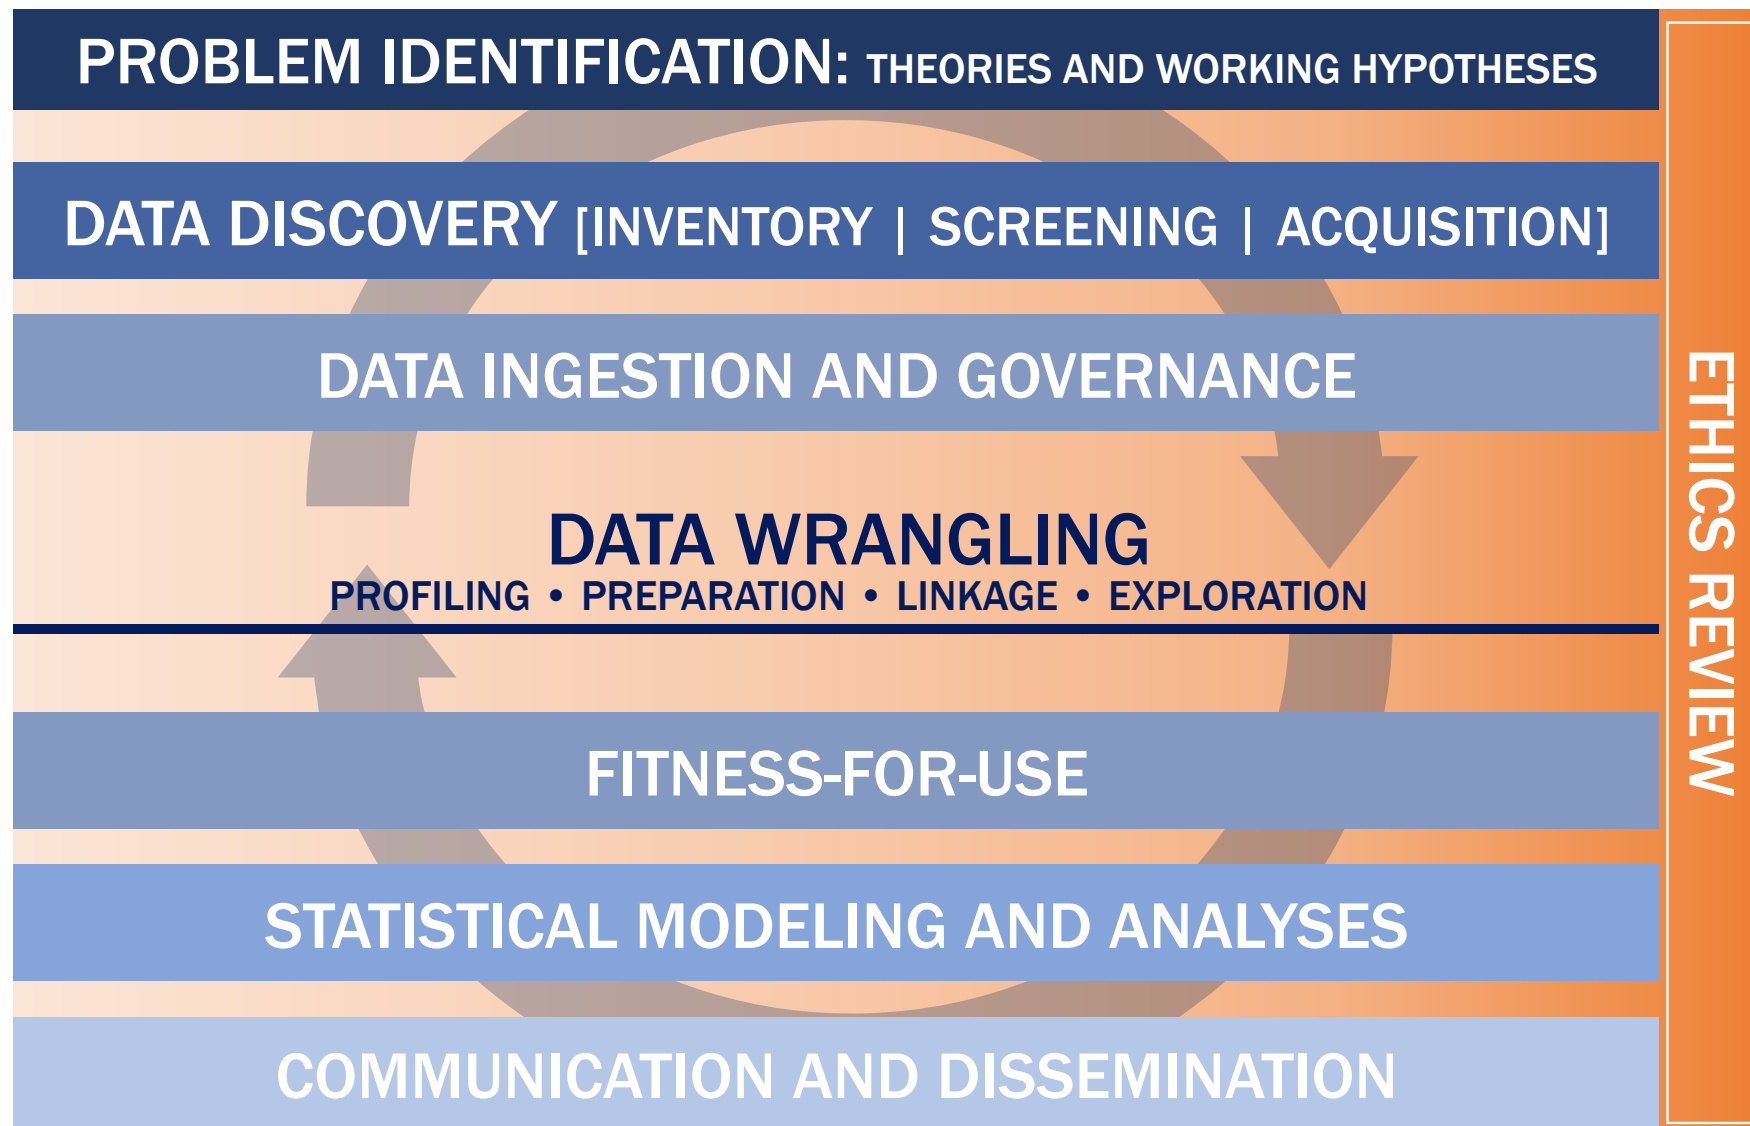 PROBLEM IDENTIFICATION: THEORIES AND WORKING HYPOTHESES
DATA DISCOVERY [INVENTORY | SCREENING | ACQUISITION]
DATA INGESTION AND GOVERNANCE
DATA WRANGLING
PROFILING • PREPARATION • LINKAGE • EXPLORATION
FITNESS-FOR-USE
STATISTICAL MODELING AND ANALYSES
COMMUNICATION AND DISSEMINATION
ETHICS REVIEW